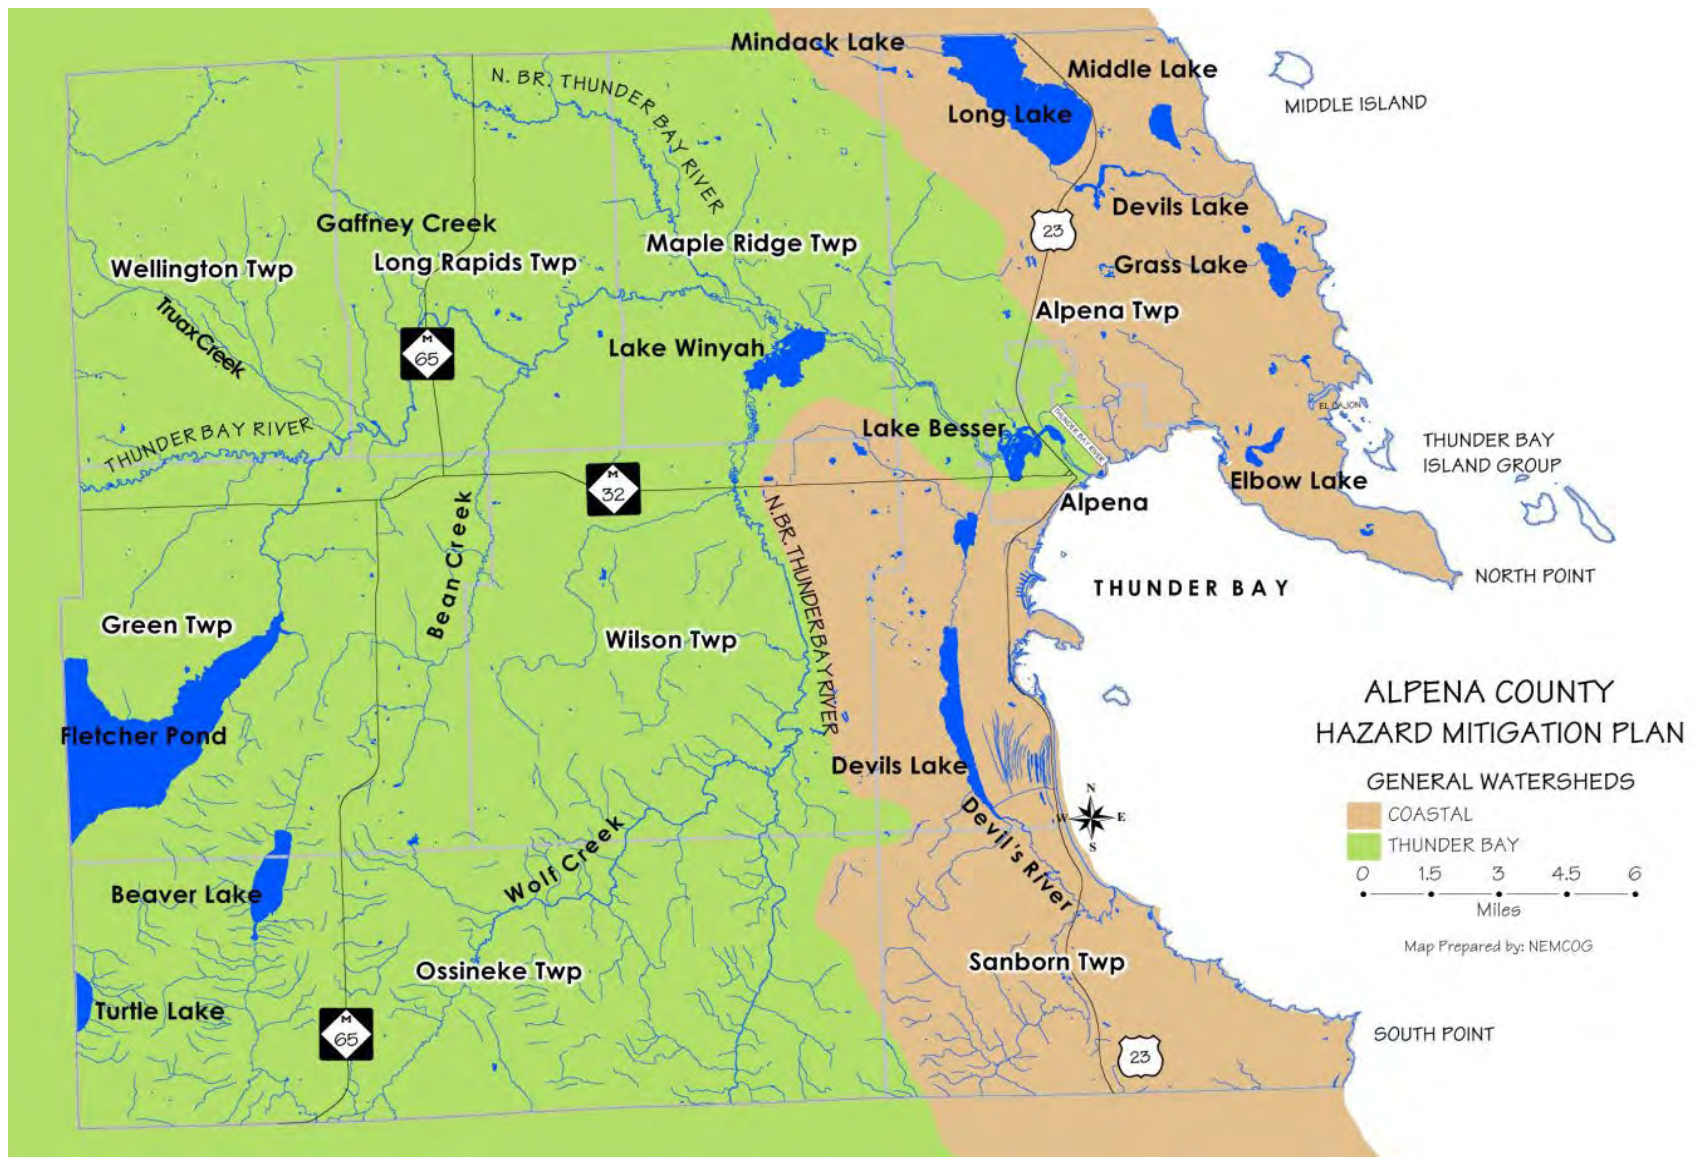 Mindack Lake
Middle Lake
N. BR. THUNDER BAY RIVER
MIDDLE ISLAND
Long Lake
Devils Lake
Gaffney Creek
23
Maple Ridge Twp
Long Rapids Twp
Wellington Twp
Grass Lake
Truax Creek
Alpena Twp
M
65
Lake Winyah
EL CAJON
THUNDER BAY RIVER
Lake Besser
THUNDER BAY RIVER
THUNDER BAY
ISLAND GROUP
M
32
Elbow Lake
Alpena
Bean Creek
N. BR. THUNDER BAY RIVER
NORTH POINT
THUNDER BAY
Green Twp
Wilson Twp
ALPENA COUNTY
HAZARD MITIGATION PLAN
Fletcher Pond
Devils Lake
GENERAL WATERSHEDS
COASTAL
THUNDER BAY
N
W
E
S
Devil's River
Wolf Creek
0 1.5 3 4.5 6
Miles
Beaver Lake
Map Prepared by: NEMCOG
Ossineke Twp
Sanborn Twp
Turtle Lake
M
65
SOUTH POINT
23